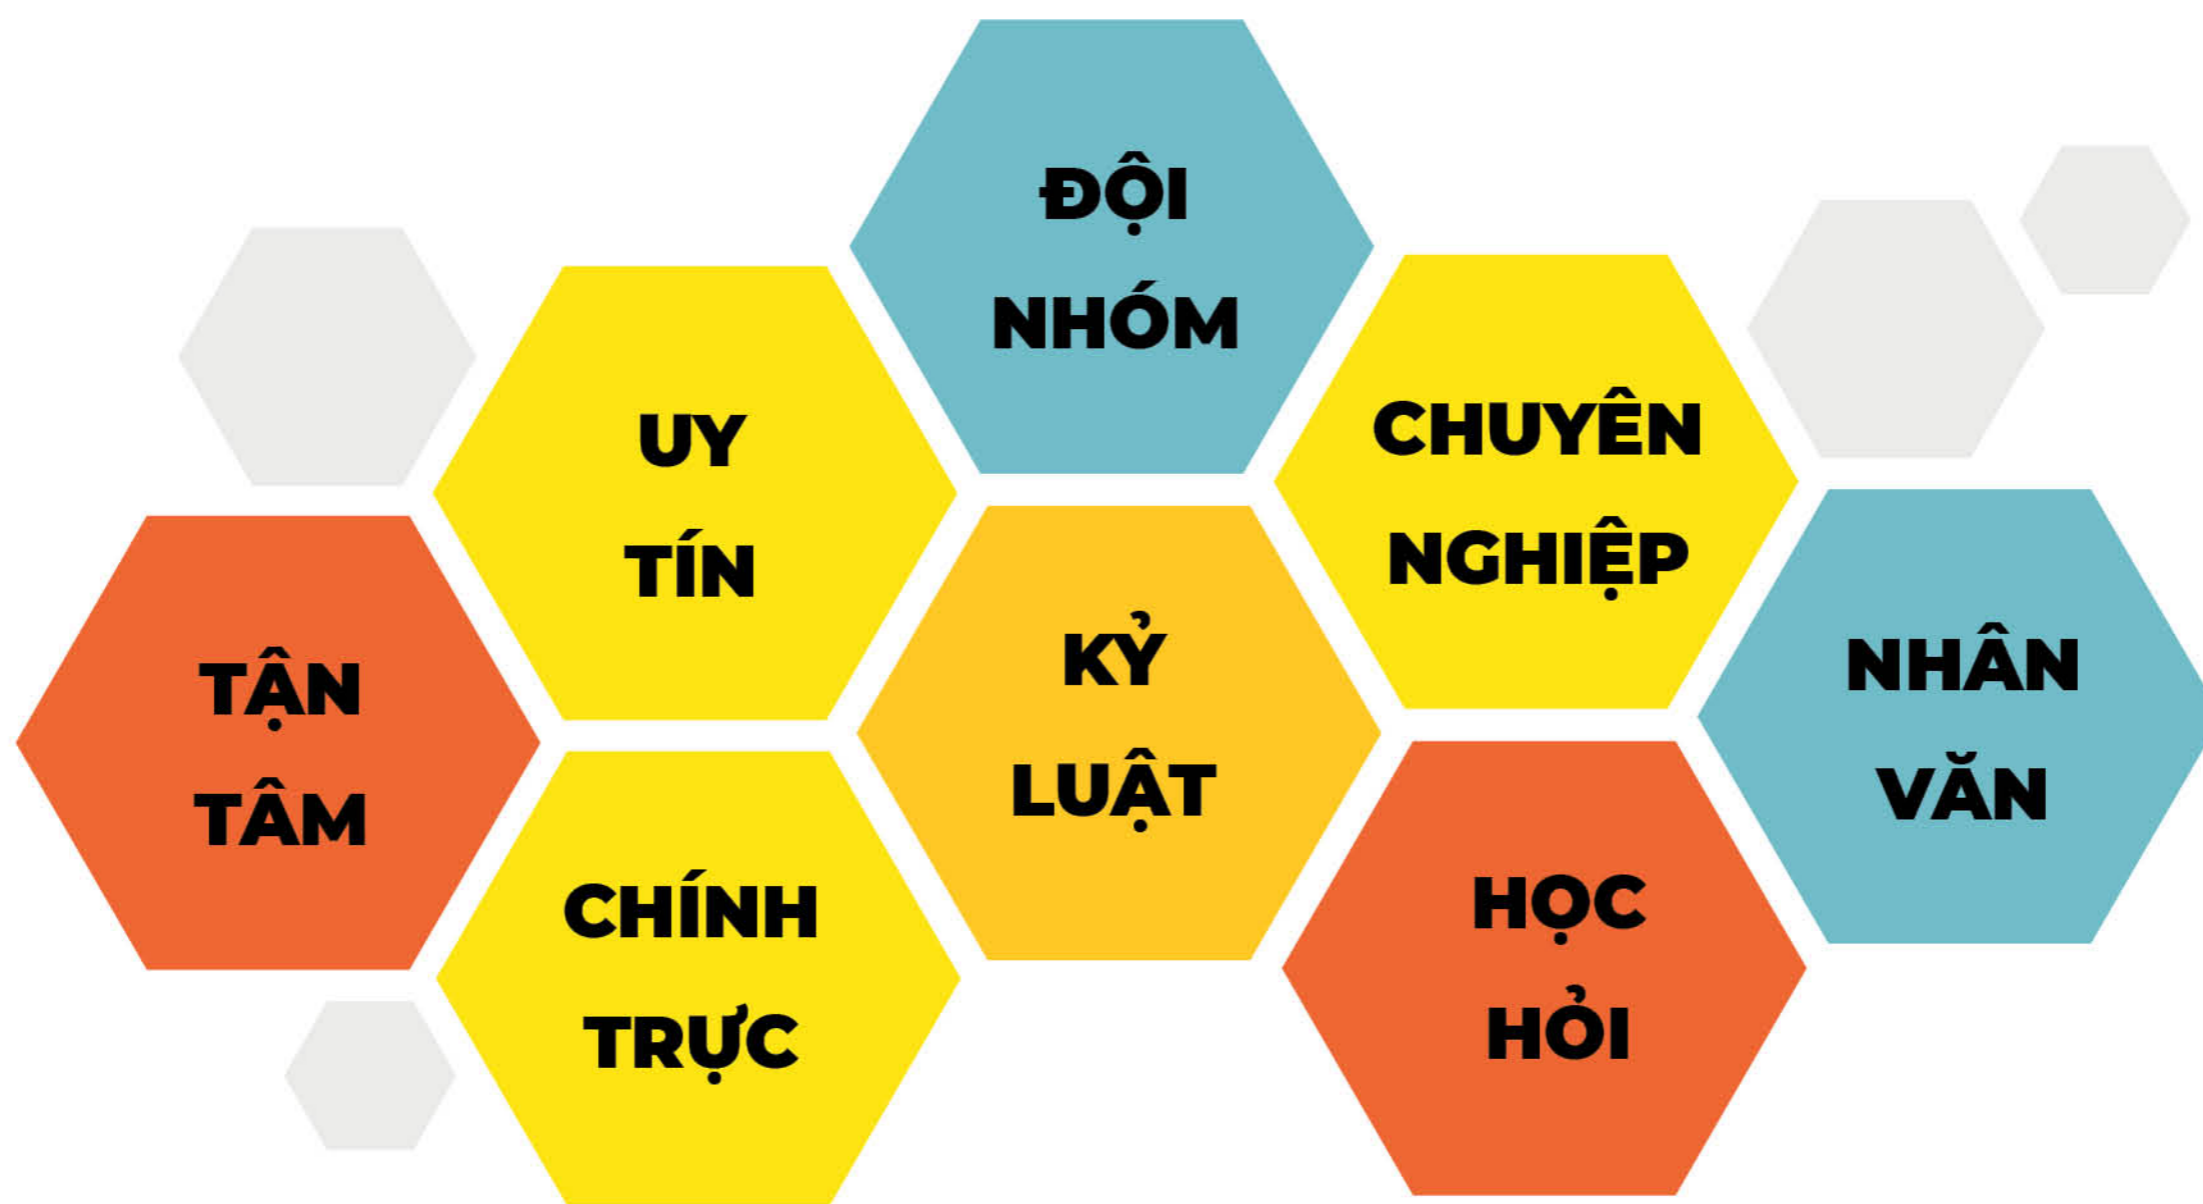 ĐỘI
NHÓM
UY
TÍN
CHUYÊN
NGHIỆP
TẬN
TÂM
KỶ
LUẬT
NHÂN
VĂN
CHÍNH
TRỰC
HỌC
HỎI